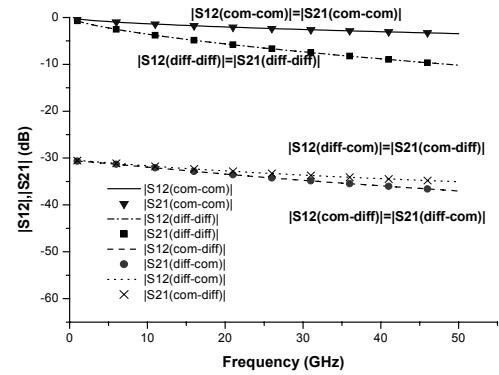 |S12(com-com)|=|S21(com-com)|
|S12(diff-diff)|=|S21(diff-diff)|
|S12(diff-com)|=|S21(com-diff)|
|S12(com-diff)|=|S21(diff-com)|
|S12(com-com)|
|S21(com-com)|
|S12(diff-diff)|
|S21(diff-diff)|
|S12(com-diff)|
|S21(diff-com)|
|S12(diff-com)|
|S21(com-diff)|
|S12|,|S21| (dB)
0
-10
-20
-30
-40
-50
-60
0
10
20
30
40
50
Frequency (GHz)